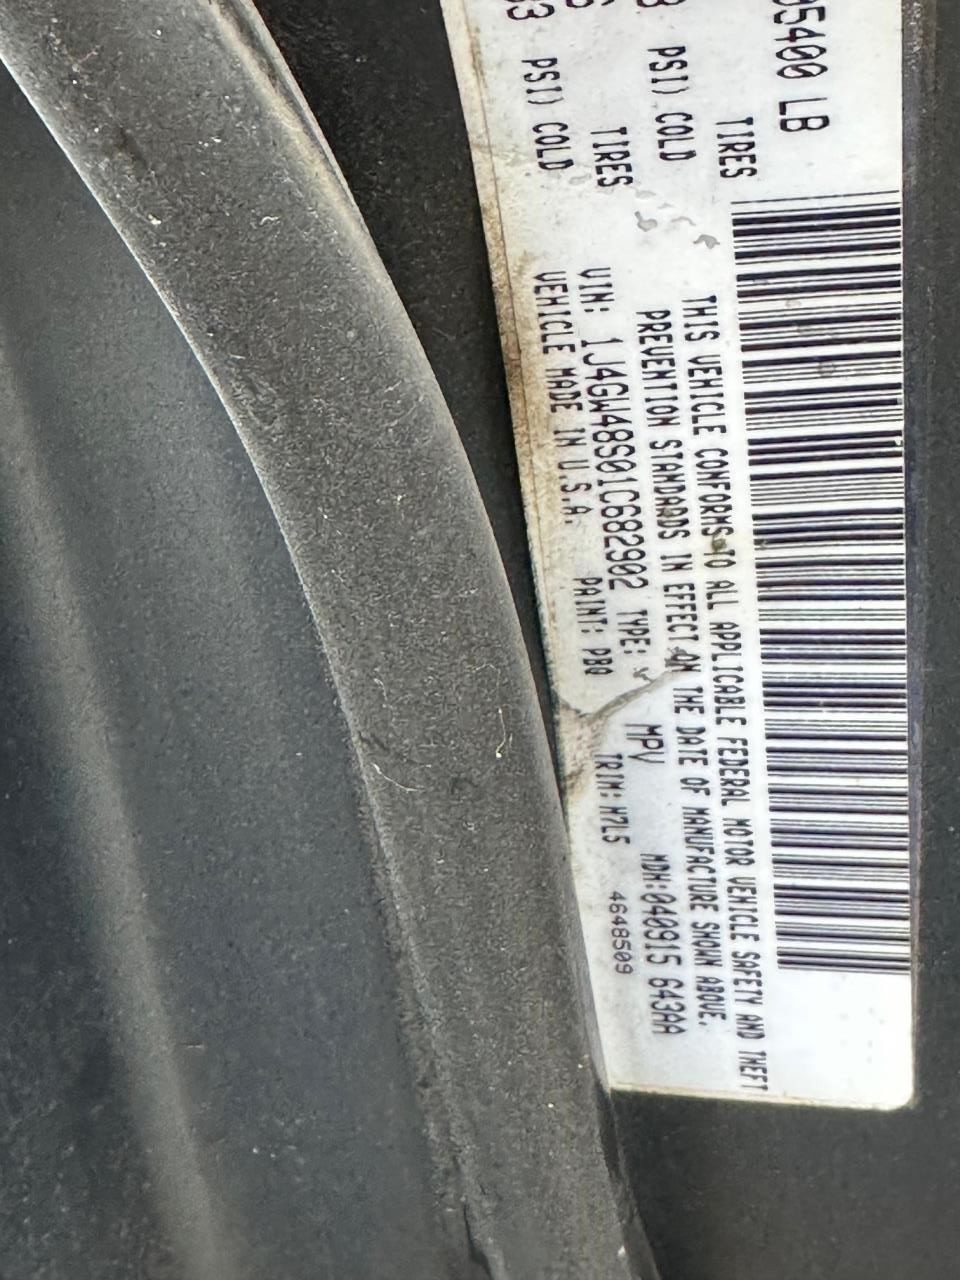 05400 LB
TIRES
PSI) COLD
TIRES
PSI) COLD
THIS VEHICLE CONFORMS TO ALL APPLICABLE FEDERAL MOTOR VEHICLE SAFETY AND THEFT
PREVENTION STANDARDS IN EFFECT ON THE DATE OF MANUFACTURE SHOWN ABOVE.
VIN: 1J4GW48S01C682902 TYPE: MPV MDH:040915 643AA
VEHICLE MADE IN U.S.A. PAINT: PBQ TRIM: M7L5 4648509